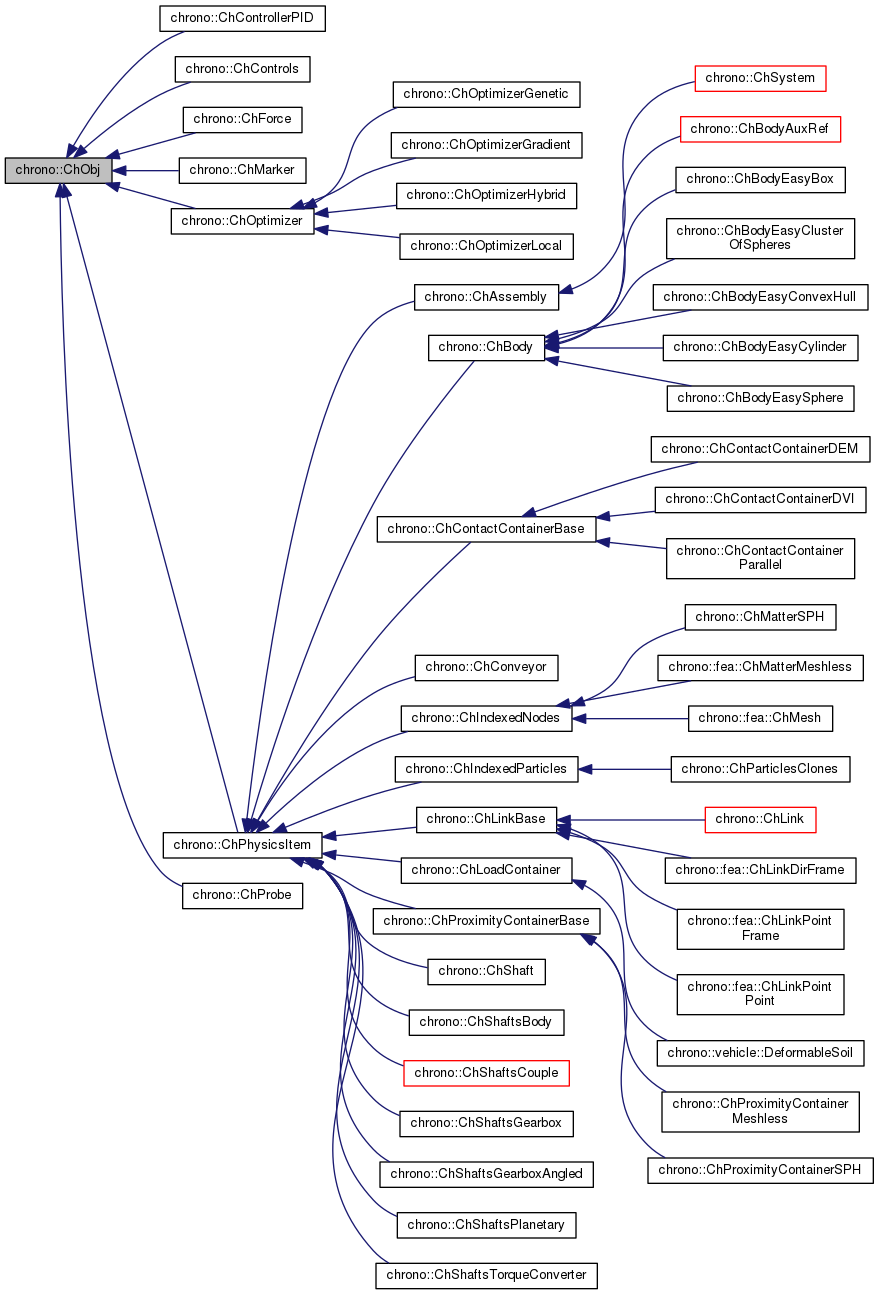 chrono::ChControllerPID
chrono::ChControls
chrono::ChForce
chrono::ChObj
chrono::ChMarker
chrono::ChOptimizer
chrono::ChOptimizerGenetic
chrono::ChOptimizerGradient
chrono::ChOptimizerHybrid
chrono::ChOptimizerLocal
chrono::ChSystem
chrono::ChBodyAuxRef
chrono::ChBodyEasyBox
chrono::ChBodyEasyCluster
OfSpheres
chrono::ChAssembly
chrono::ChBodyEasyConvexHull
chrono::ChBody
chrono::ChBodyEasyCylinder
chrono::ChBodyEasySphere
chrono::ChContactContainerDEM
chrono::ChContactContainerDVI
chrono::ChContactContainerBase
chrono::ChContactContainer
Parallel
chrono::ChMatterSPH
chrono::ChConveyor
chrono::fea::ChMatterMeshless
chrono::ChIndexedNodes
chrono::fea::ChMesh
chrono::ChIndexedParticles
chrono::ChParticlesClones
chrono::ChLinkBase
chrono::ChLink
chrono::ChPhysicsItem
chrono::ChLoadContainer
chrono::fea::ChLinkDirFrame
chrono::ChProbe
chrono::ChProximityContainerBase
chrono::fea::ChLinkPoint
Frame
chrono::ChShaft
chrono::fea::ChLinkPoint
Point
chrono::ChShaftsBody
chrono::vehicle::DeformableSoil
chrono::ChShaftsCouple
chrono::ChProximityContainer
Meshless
chrono::ChShaftsGearbox
chrono::ChProximityContainerSPH
chrono::ChShaftsGearboxAngled
chrono::ChShaftsPlanetary
chrono::ChShaftsTorqueConverter